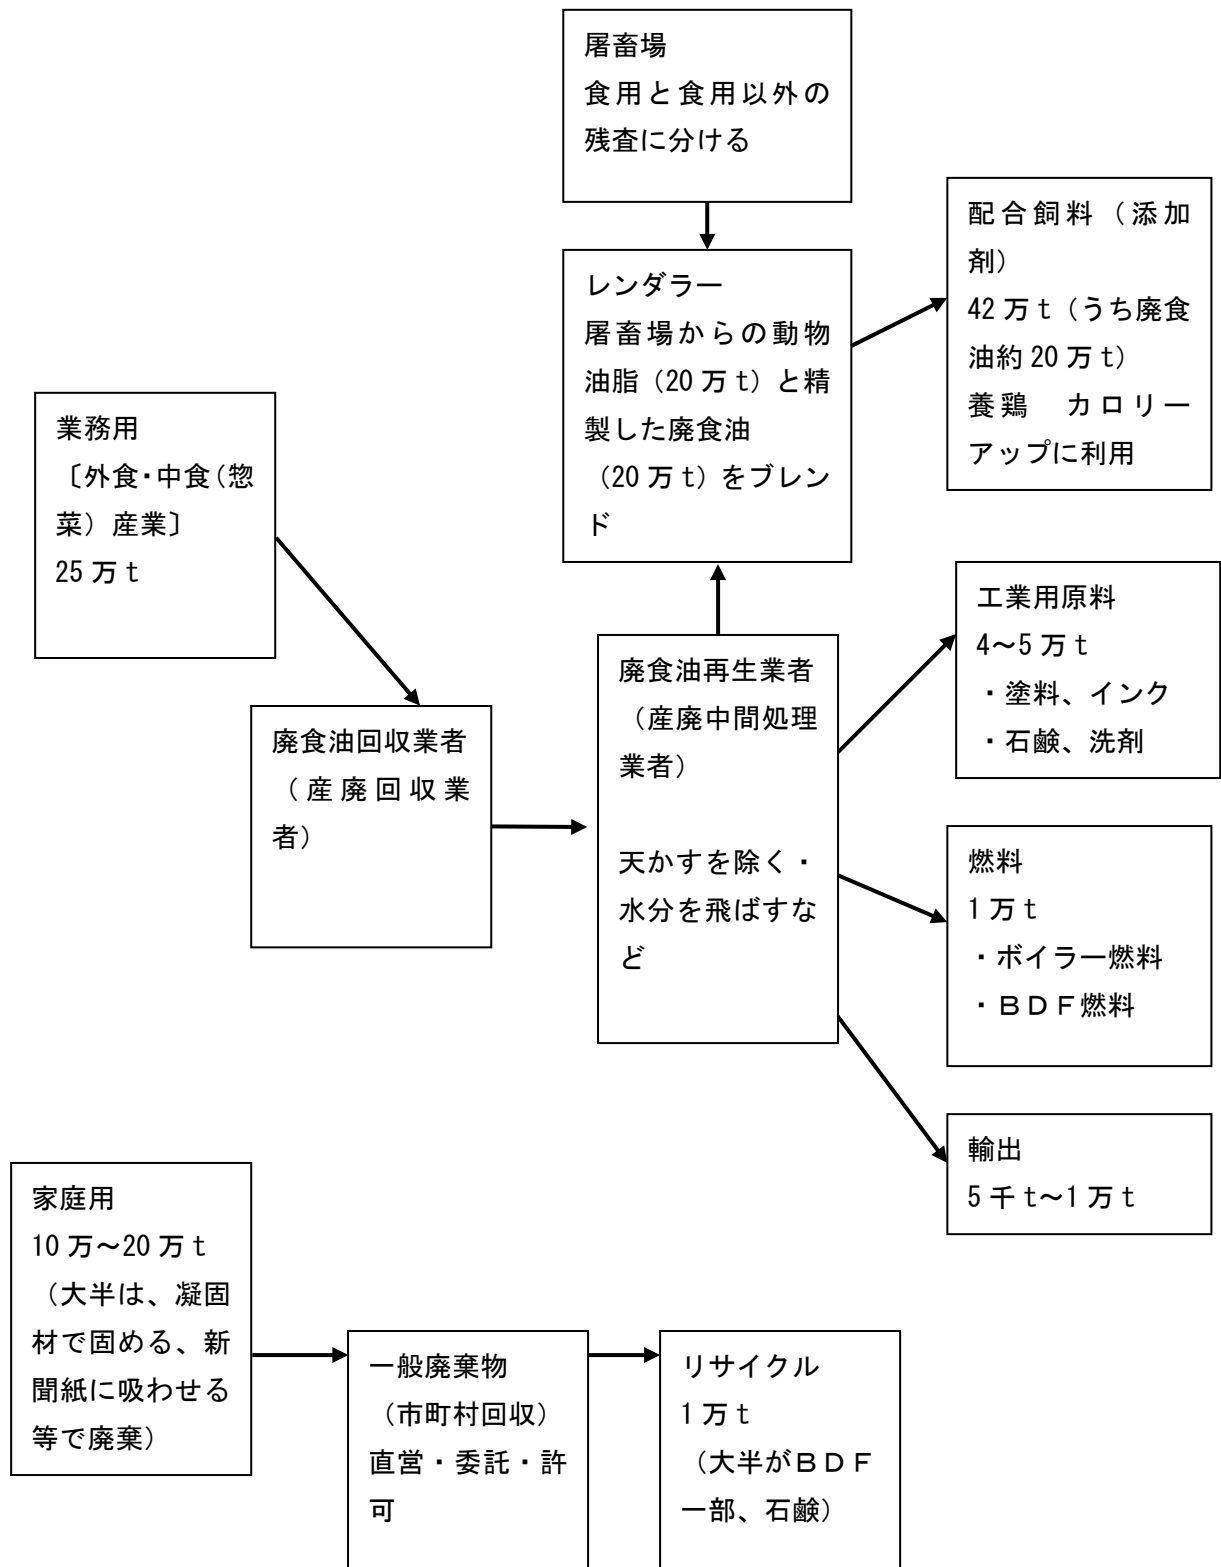 屠畜場
食用と食用以外の
残査に分ける
配合飼料（添加
剤）
42万t（うち廃食
油約20万t）
養鶏　カロリー
アップに利用
レンダラー
屠畜場からの動物
油脂（20万t）と精
製した廃食油
（20万t）をブレン
ド
業務用
〔外食・中食（惣
菜）産業〕
25万t
工業用原料
4～5万t
・塗料、インク
・石鹸、洗剤
廃食油再生業者
（産廃中間処理
業者）
天かすを除く・
水分を飛ばすな
ど
廃食油回収業者
（産廃回収業
者）
燃料
1万t
・ボイラー燃料
・ＢＤＦ燃料
輸出
5千t～1万t
家庭用
10万～20万t
（大半は、凝固
材で固める、新
聞紙に吸わせる
等で廃棄）
一般廃棄物
（市町村回収）
直営・委託・許
可
リサイクル
1万t
（大半がＢＤＦ
一部、石鹸）